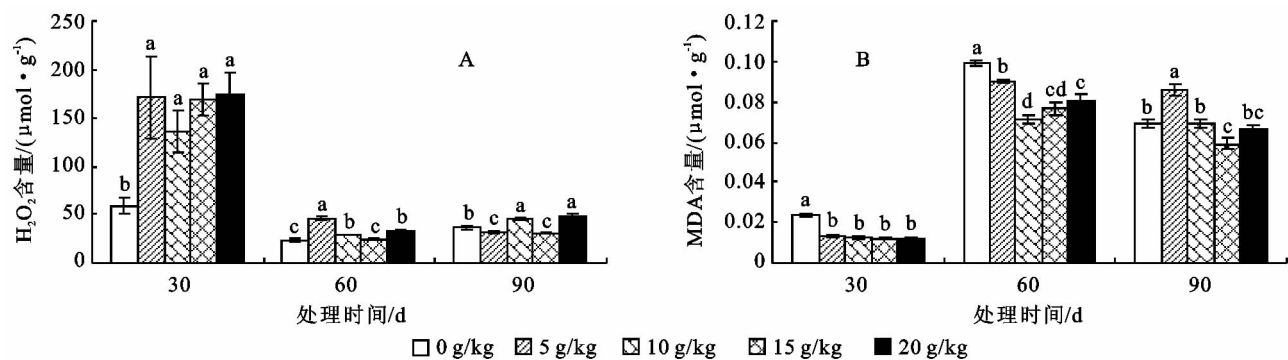 A
H₂O₂含量/(μmol·g⁻¹)
250
200
150
100
50
0
b a a a a
c a b c b
b c a c a
30 60 90
处理时间/d
B
MDA含量/(μmol·g⁻¹)
0.12
0.10
0.08
0.06
0.04
0.02
0
a b b b b
a b d cd c
b a b c bc
30 60 90
处理时间/d
0 g/kg 5 g/kg 10 g/kg 15 g/kg 20 g/kg